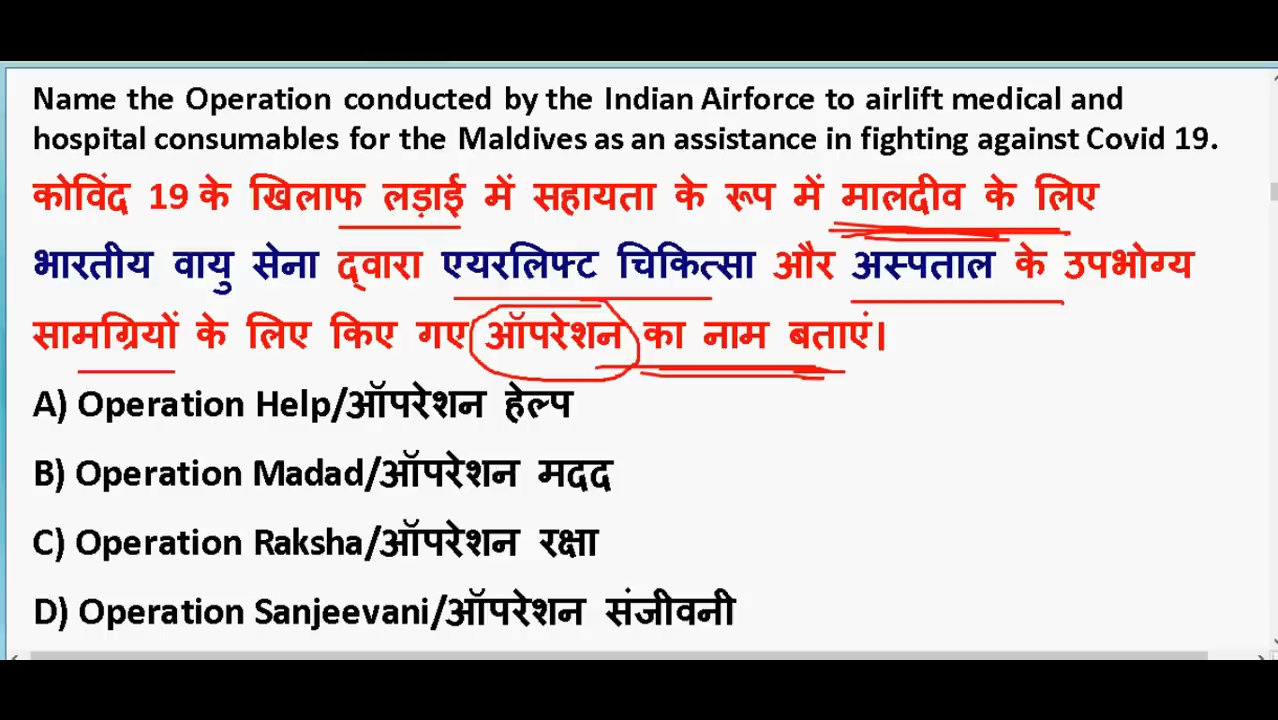 Name the Operation conducted by the Indian Airforce to airlift medical and
hospital consumables for the Maldives as an assistance in fighting against Covid 19.
कोविंद 19 के खिलाफ लड़ाई में सहायता के रूप में मालदीव के लिए
भारतीय वायु सेना द्वारा एयरलिफ्ट चिकित्सा और अस्पताल के उपभोग्य
सामग्रियों के लिए किए गए ऑपरेशन का नाम बताएं।
A) Operation Help/ऑपरेशन हेल्प
B) Operation Madad/ऑपरेशन मदद
C) Operation Raksha/ऑपरेशन रक्षा
D) Operation Sanjeevani/ऑपरेशन संजीवनी